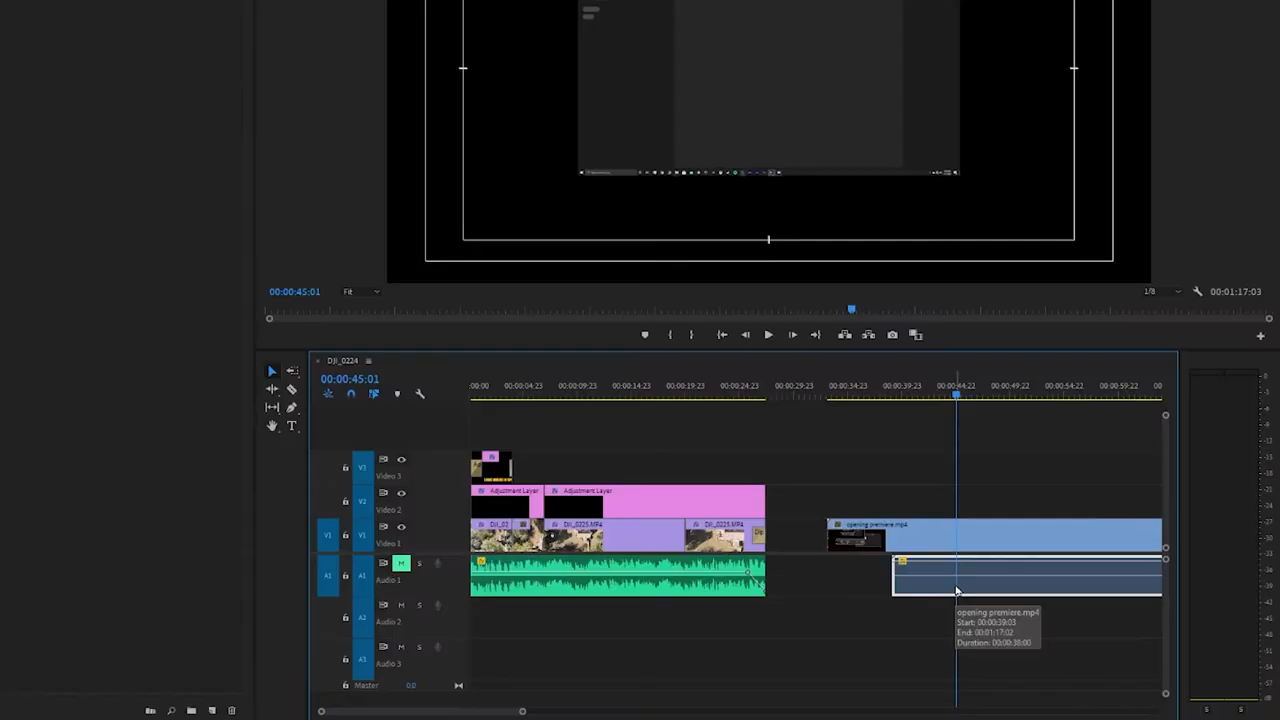 00:00:45:01
Fit
1/8
00:01:17:03
DJI_0224
00:00:45:01
:00:00
00:00:04:23
00:00:09:23
00:00:14:23
00:00:19:23
00:00:24:23
00:00:29:23
00:00:34:23
00:00:39:23
00:00:44:22
00:00:49:22
00:00:54:22
00:00:59:22
00
V3
Video 3
Adjustment Layer
Adjustment Layer
V2
Video 2
V1
V1
Video 1
DJI_02
DJI_0223.MP4
DJI_0223.MP4
opening premiere.mp4
A1
A1
M
S
Audio 1
A2
M
S
Audio 2
A3
M
S
Audio 3
Master
0.0
opening premiere.mp4
Start: 00:00:39:03
End: 00:01:17:02
Duration: 00:00:38:00
S
S